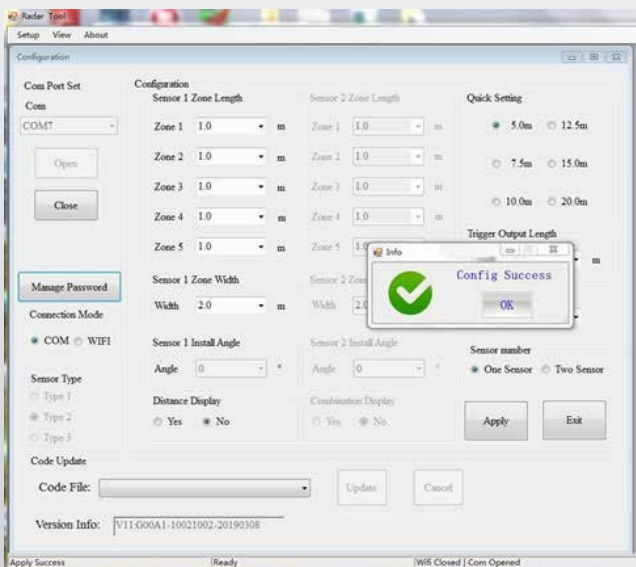 Radar Tool
Setup View About
Configuration
Com Port Set
Com
COM7
Open
Close
Manage Password
Connection Mode
COM WIFI
Sensor Type
Type 1
Type 2
Type 3
Configuration
Sensor 1 Zone Length
Zone 1 1.0 m
Zone 2 1.0 m
Zone 3 1.0 m
Zone 4 1.0 m
Zone 5 1.0 m
Sensor 1 Zone Width
Width 2.0 m
Sensor 1 Install Angle
Angle 0 °
Distance Display
Yes No
Sensor 2 Zone Length
Zone 1 1.0 m
Zone 2 1.0 m
Zone 3 1.0 m
Zone 4 1.0 m
Zone 5 1.0
Sensor 2
Width
Sensor 2 Install Angle
Angle 0 °
Combination Display
Yes No
Quick Setting
5.0m 12.5m
7.5m 15.0m
10.0m 20.0m
Trigger Output Length
m
Info
Config Success
OK
Sensor number
One Sensor Two Sensor
Apply Exit
Code Update
Code File:
Update Cancel
Version Info: V11:G00A1-10021002-20190308
Apply Success Ready Wifi Closed | Com Opened